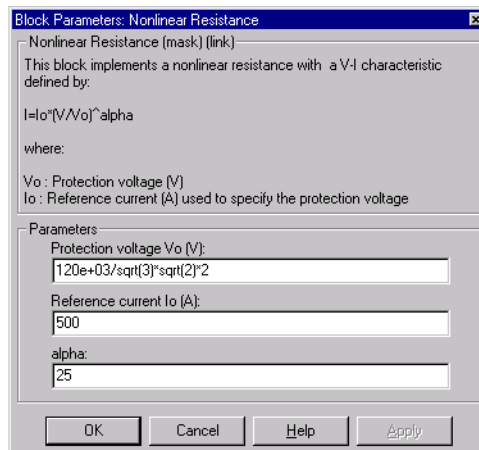 Block Parameters: Nonlinear Resistance
Nonlinear Resistance (mask) (link)
This block implements a nonlinear resistance with a V-I characteristic
defined by:
I=Io*(V/Vo)^alpha
where:
Vo : Protection voltage (V)
Io : Reference current (A) used to specify the protection voltage
Parameters
Protection voltage Vo (V):
120e+03/sqrt(3)*sqrt(2)*2
Reference current Io (A):
500
alpha:
25
OK Cancel Help Apply